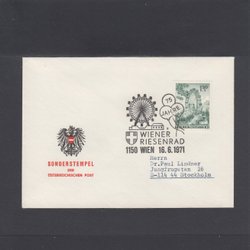 75
JAHRE
WIENER
RIESENRAD
1150 WIEN 16. 6. 1971
SONDERSTEMPEL
DER
ÖSTERREICHISCHEN POST
Herrn
Dr. Paul Lindner
Jungfrugatan 26
S-114 44 Stockholm